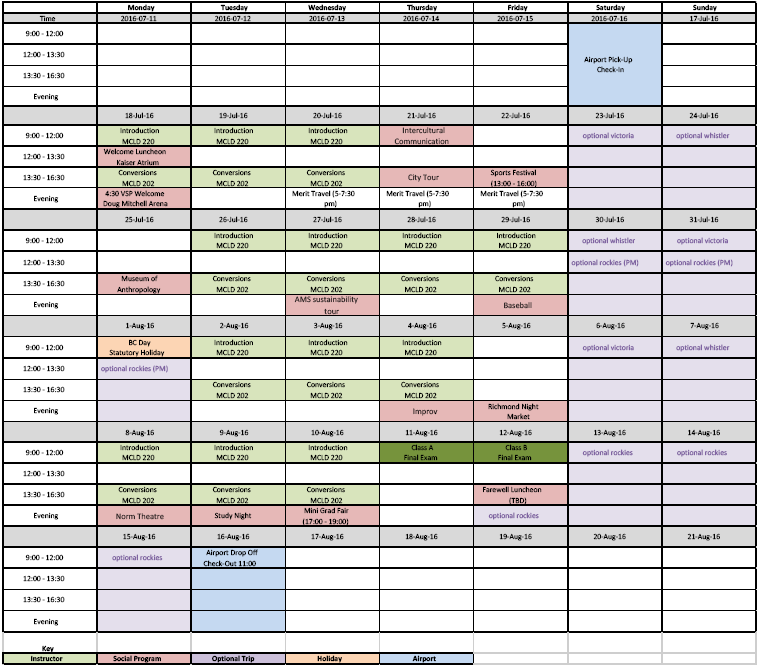 Monday Tuesday Wednesday Thursday Friday Saturday Sunday
Time 2016-07-11 2016-07-12 2016-07-13 2016-07-14 2016-07-15 2016-07-16 17-Jul-16
9:00 - 12:00
12:00 - 13:30 Airport Pick-Up
Check-In
13:30 - 16:30
Evening
18-Jul-16 19-Jul-16 20-Jul-16 21-Jul-16 22-Jul-16 23-Jul-16 24-Jul-16
9:00 - 12:00 Introduction Introduction Introduction Intercultural optional victoria optional whistler
MCLD 220 MCLD 220 MCLD 220 Communication
12:00 - 13:30 Welcome Luncheon
Kaiser Atrium
13:30 - 16:30 Conversions Conversions Conversions City Tour Sports Festival
MCLD 202 MCLD 202 MCLD 202 (13:00 - 16:00)
Evening 4:30 VSP Welcome Merit Travel (5-7:30 Merit Travel (5-7:30 Merit Travel (5-7:30
Doug Mitchell Arena pm) pm) pm)
25-Jul-16 26-Jul-16 27-Jul-16 28-Jul-16 29-Jul-16 30-Jul-16 31-Jul-16
9:00 - 12:00 Introduction Introduction Introduction Introduction optional whistler optional victoria
MCLD 220 MCLD 220 MCLD 220 MCLD 220
12:00 - 13:30 optional rockies (PM) optional rockies (PM)
13:30 - 16:30 Museum of Conversions Conversions Conversions Conversions
Anthropology MCLD 202 MCLD 202 MCLD 202 MCLD 202
Evening AMS sustainability Baseball
tour
1-Aug-16 2-Aug-16 3-Aug-16 4-Aug-16 5-Aug-16 6-Aug-16 7-Aug-16
9:00 - 12:00 BC Day Introduction Introduction Introduction optional victoria optional whistler
Statutory Holiday MCLD 220 MCLD 220 MCLD 220
12:00 - 13:30 optional rockies (PM)
13:30 - 16:30 Conversions Conversions Conversions
MCLD 202 MCLD 202 MCLD 202
Evening Improv Richmond Night
Market
8-Aug-16 9-Aug-16 10-Aug-16 11-Aug-16 12-Aug-16 13-Aug-16 14-Aug-16
9:00 - 12:00 Introduction Introduction Introduction Class A Class B optional rockies optional rockies
MCLD 220 MCLD 220 MCLD 220 Final Exam Final Exam
12:00 - 13:30
13:30 - 16:30 Conversions Conversions Conversions Farewell Luncheon
MCLD 202 MCLD 202 MCLD 202 (TBD)
Evening Norm Theatre Study Night Mini Grad Fair optional rockies
(17:00 - 19:00)
15-Aug-16 16-Aug-16 17-Aug-16 18-Aug-16 19-Aug-16 20-Aug-16 21-Aug-16
9:00 - 12:00 optional rockies Airport Drop Off
Check-Out 11:00
12:00 - 13:30
13:30 - 16:30
Evening
Key
Instructor Social Program Optional Trip Holiday Airport